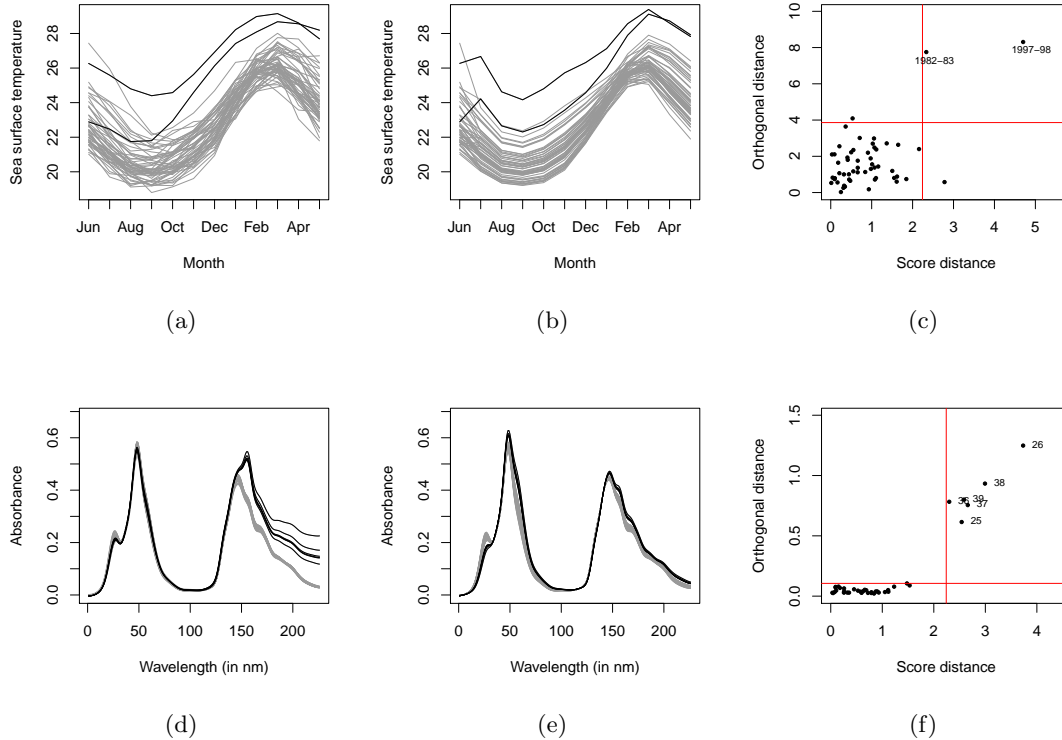 Sea surface temperature
28
26
24
22
20
Jun
Aug
Oct
Dec
Feb
Apr
Month
(a)
Sea surface temperature
28
26
24
22
20
Jun
Aug
Oct
Dec
Feb
Apr
Month
(b)
Orthogonal distance
10
8
6
4
2
0
1997−98
1982−83
0
1
2
3
4
5
Score distance
(c)
Absorbance
0.6
0.4
0.2
0.0
0
50
100
150
200
Wavelength (in nm)
(d)
Absorbance
0.6
0.4
0.2
0.0
0
50
100
150
200
Wavelength (in nm)
(e)
Orthogonal distance
1.5
1.0
0.5
0.0
26
38
36
39
37
25
0
1
2
3
4
Score distance
(f)